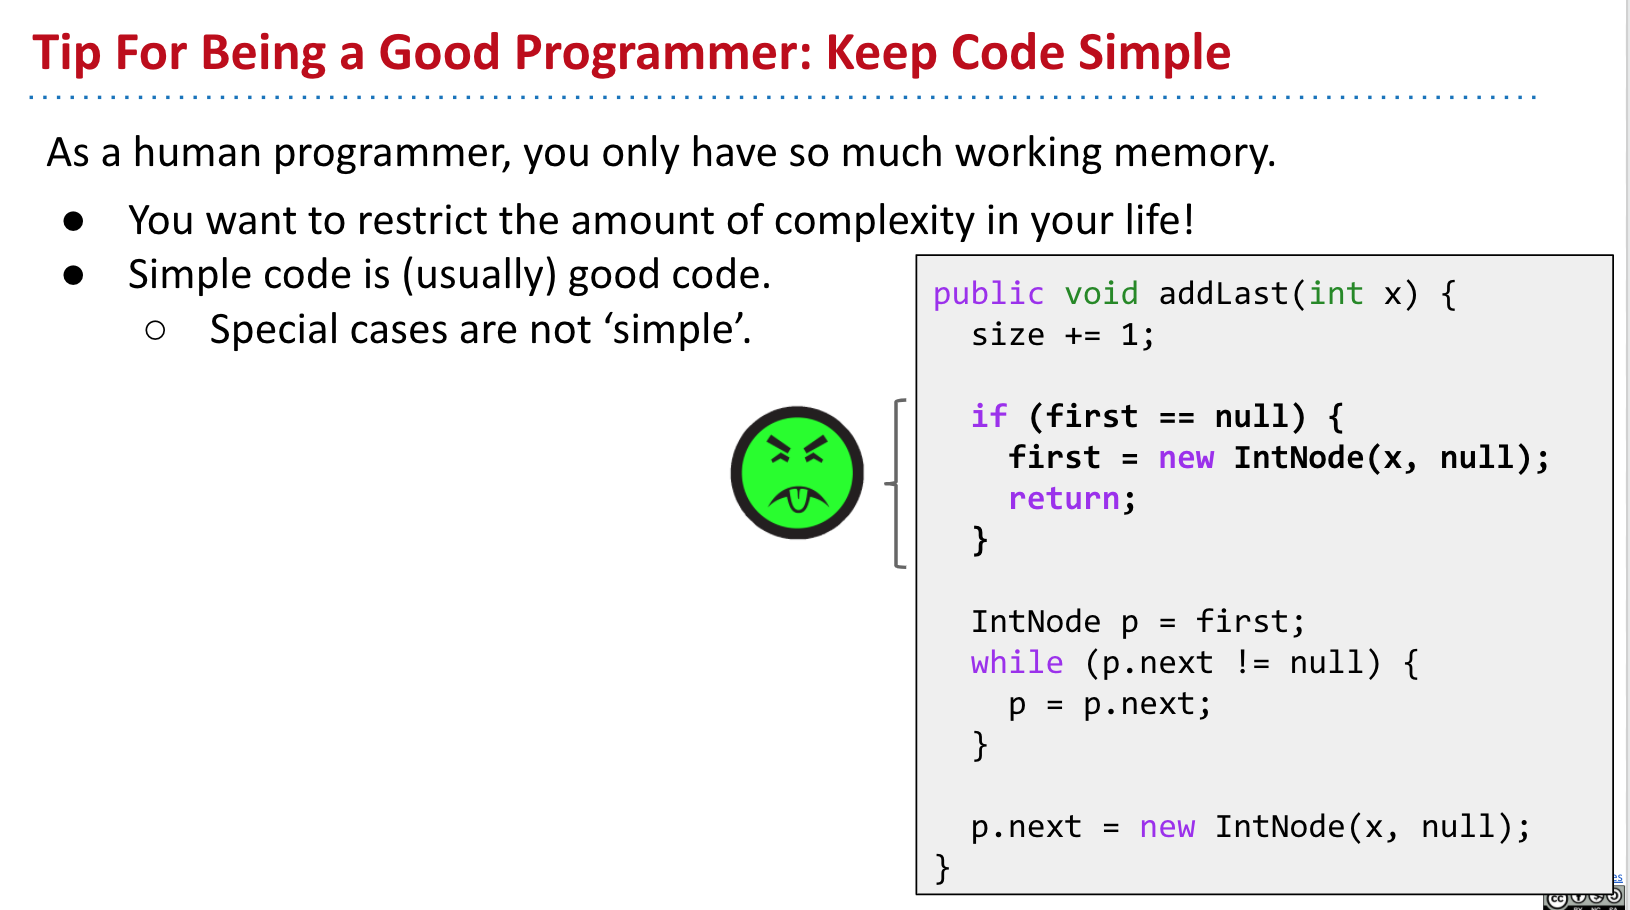 Tip For Being a Good Programmer: Keep Code Simple
As a human programmer, you only have so much working memory.
● You want to restrict the amount of complexity in your life!
● Simple code is (usually) good code.
○ Special cases are not ‘simple’.
public void addLast(int x) {
  size += 1;

  if (first == null) {
    first = new IntNode(x, null);
    return;
  }

  IntNode p = first;
  while (p.next != null) {
    p = p.next;
  }

  p.next = new IntNode(x, null);
}
cc